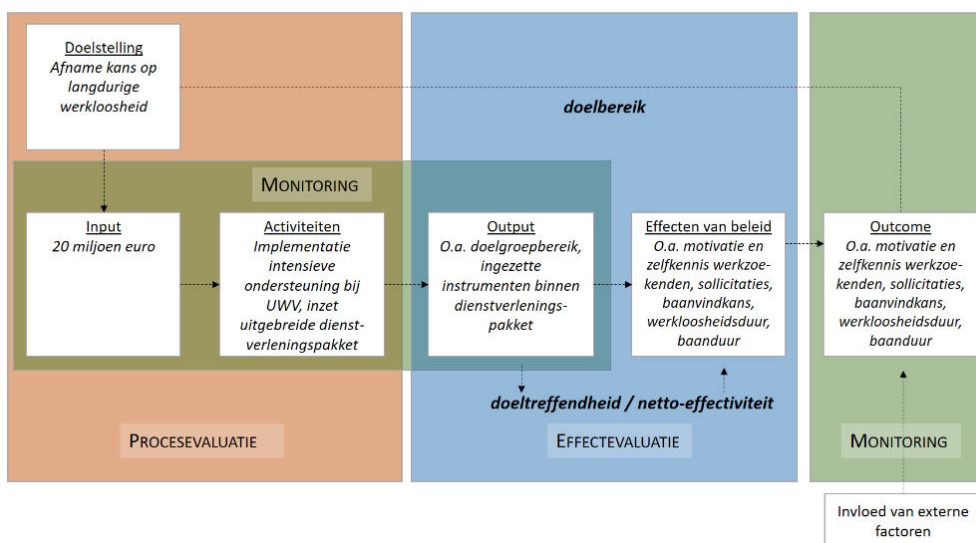 Doelstelling
Afname kans op
langdurige
werkloosheid
doelbereik
MONITORING
Input
20 miljoen euro
Activiteiten
Implementatie
intensieve
ondersteuning bij
UWV, inzet
uitgebreide dienst-
verleningspakket
Output
O.a. doelgroepbereik,
ingezette
instrumenten binnen
dienstverlenings-
pakket
Effecten van beleid
O.a. motivatie en
zelfkennis werkzoe-
kenden, sollicitaties,
baanvindkans,
werkloosheidsduur,
baanduur
Outcome
O.a. motivatie en
zelfkennis werkzoe-
kenden, sollicitaties,
baanvindkans,
werkloosheidsduur,
baanduur
doeltreffendheid / netto-effectiviteit
PROCESEVALUATIE
EFFECTEVALUATIE
MONITORING
Invloed van externe
factoren